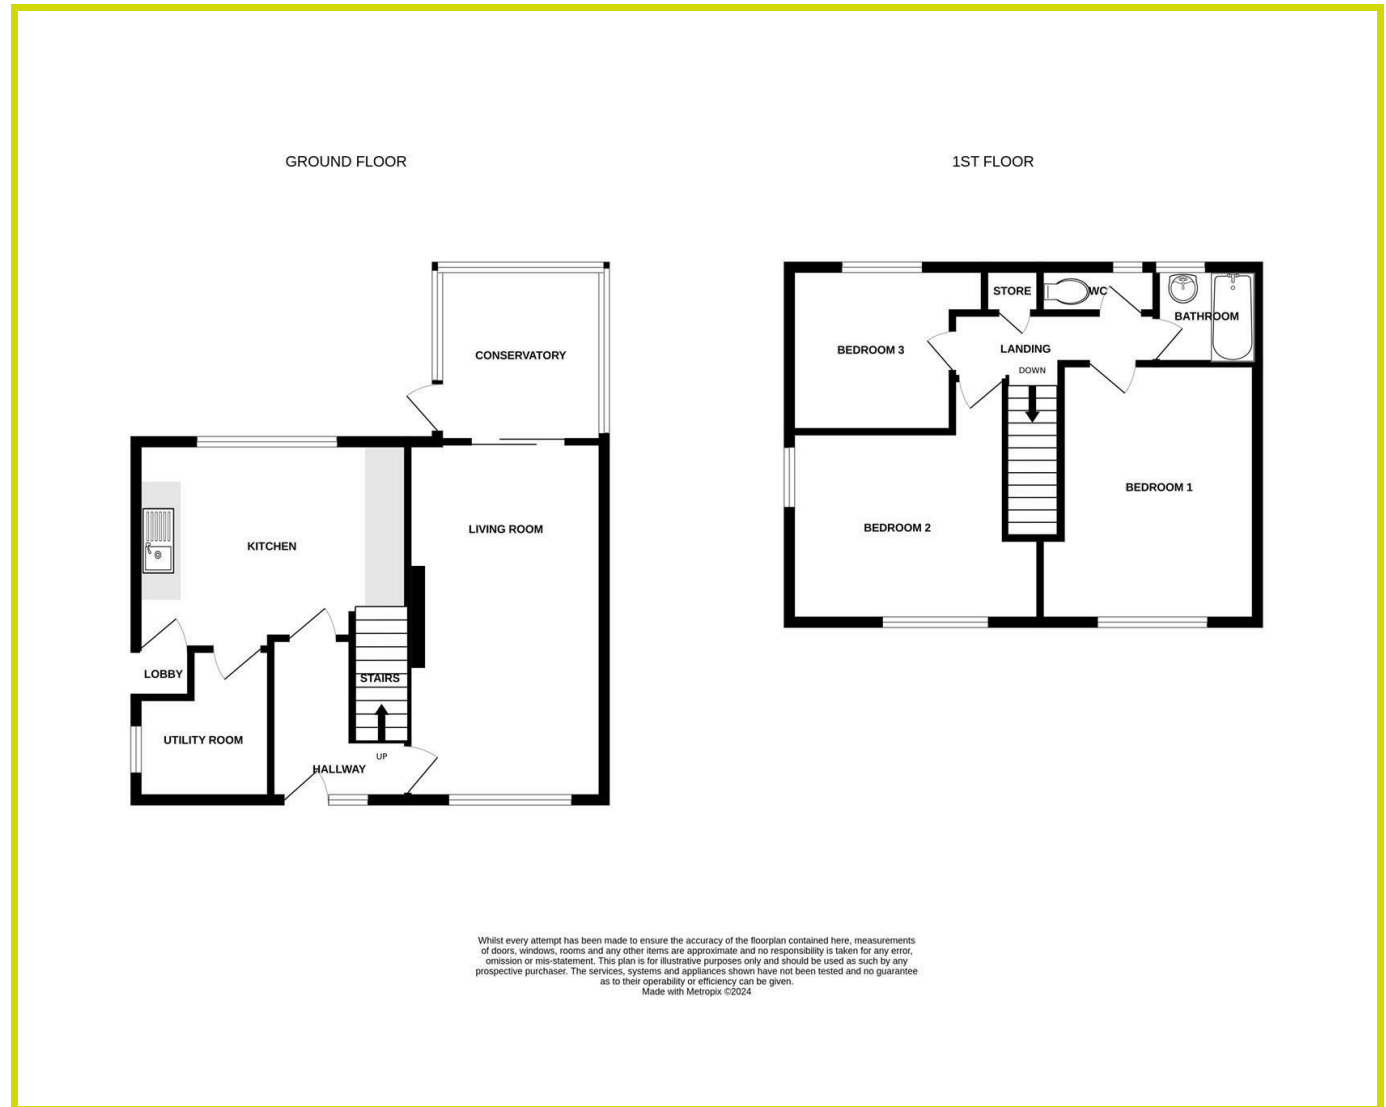 GROUND FLOOR
CONSERVATORY
LIVING ROOM
KITCHEN
LOBBY
STAIRS
UTILITY ROOM
UP
HALLWAY
1ST FLOOR
STORE
WC
BATHROOM
BEDROOM 3
LANDING
DOWN
BEDROOM 1
BEDROOM 2
Whilst every attempt has been made to ensure the accuracy of the floorplan contained here, measurements
of doors, windows, rooms and any other items are approximate and no responsibility is taken for any error,
omission or mis-statement. This plan is for illustrative purposes only and should be used as such by any
prospective purchaser. The services, systems and appliances shown have not been tested and no guarantee
as to their operability or efficiency can be given.
Made with Metropix ©2024